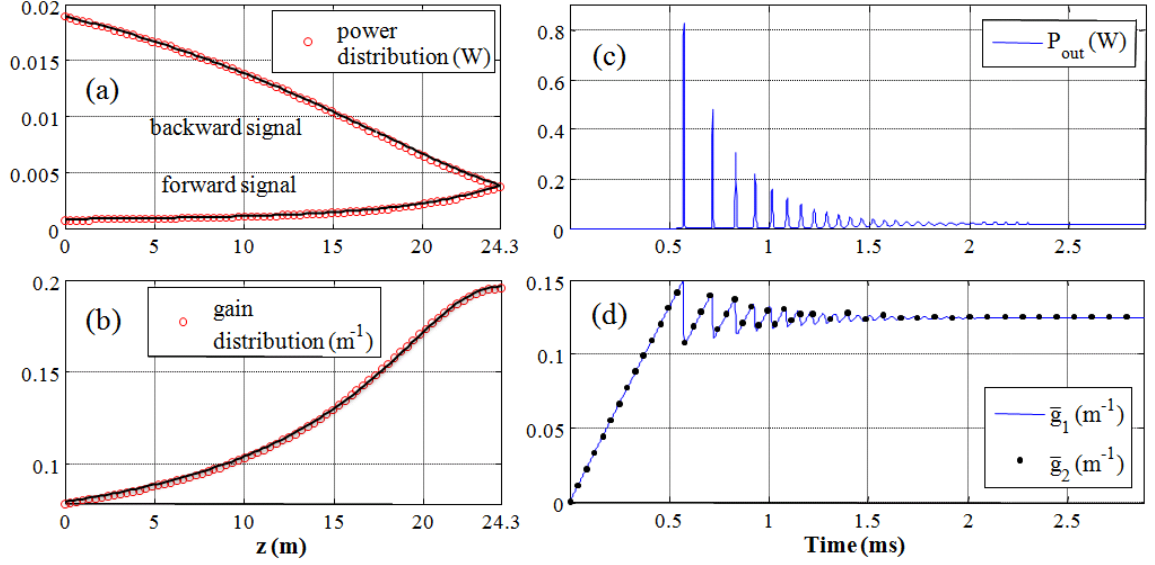 0.02
0.015
0.01
0.005
0
power
distribution (W)
(a)
backward signal
forward signal
0 5 10 15 20 24.3
0.2
0.15
0.1
(b)
gain
distribution (m⁻¹)
0 5 10 15 20 24.3
z (m)
0.8
0.6
0.4
0.2
0
(c)
P_out (W)
0.5 1 1.5 2 2.5
0.15
0.1
0.05
0
(d)
g̅₁ (m⁻¹)
g̅₂ (m⁻¹)
0.5 1 1.5 2 2.5
Time (ms)